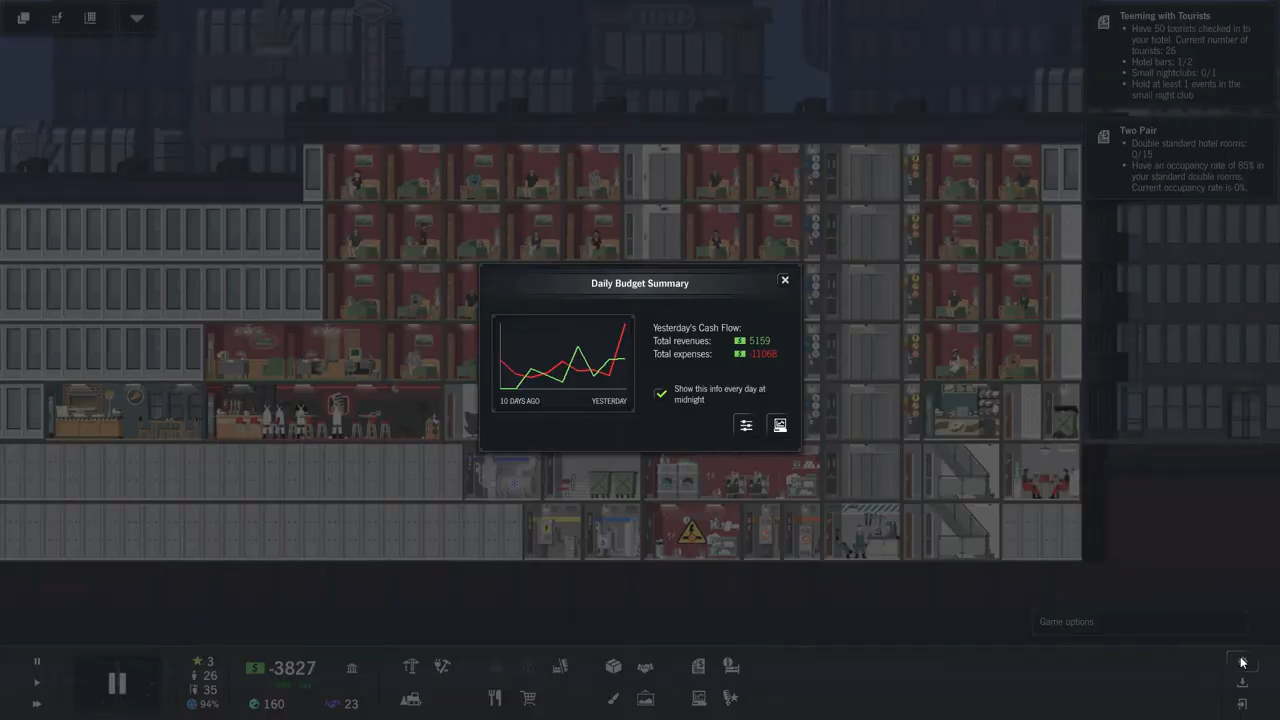 Teeming with Tourists
Have 50 tourists checked in to
your hotel. Current number of
tourists: 26
Hotel bars: 1/2
Small nightclubs: 0/1
Hold at least 1 events in the
small night club
Two Pair
Double standard hotel rooms:
0/15
Have an occupancy rate of 85% in
your standard double rooms.
Current occupancy rate is 0%.
Daily Budget Summary
Yesterday's Cash Flow:
Total revenues: 5159
Total expenses: -11068
10 DAYS AGO YESTERDAY
Show this info every day at
midnight
Game options
3
26
35
94%
-3827
160
23